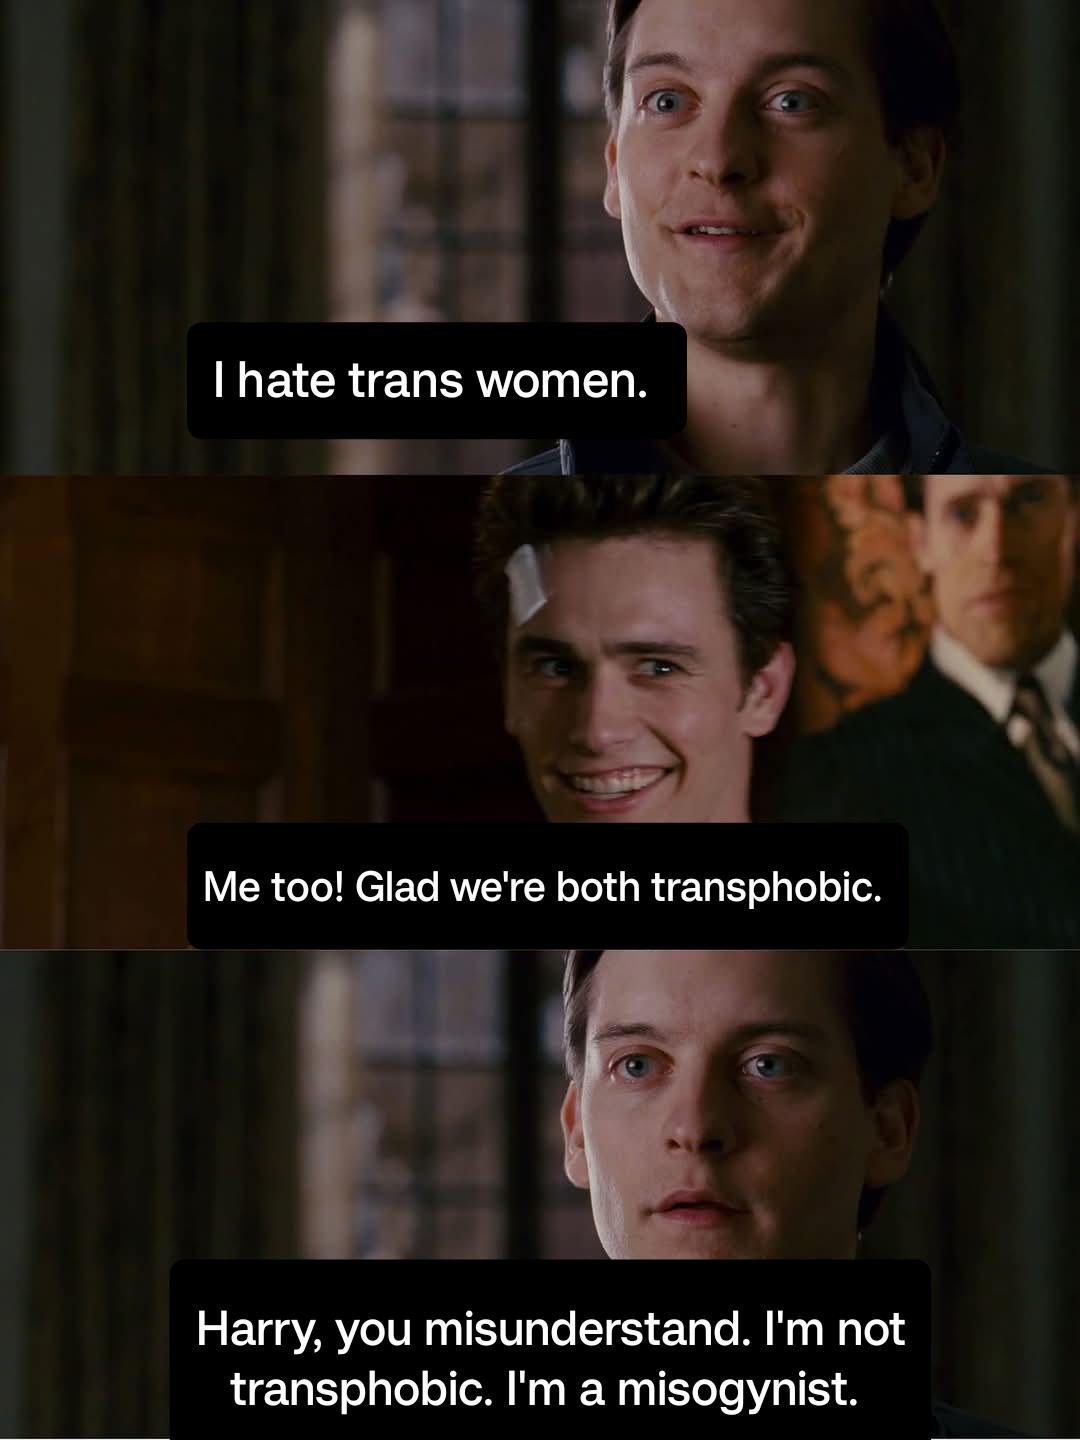 I hate trans women.
Me too! Glad we're both transphobic.
Harry, you misunderstand. I'm not
transphobic. I'm a misogynist.